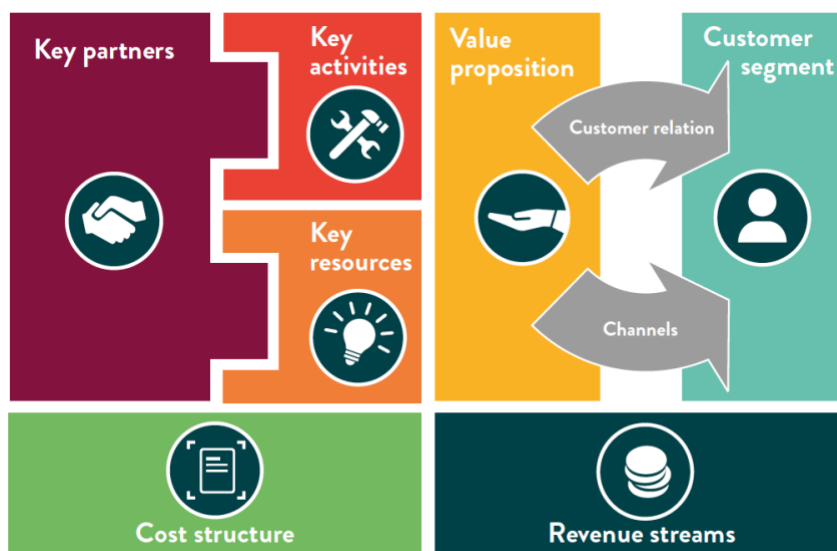 Key partners
Key
activities
Key
resources
Value
proposition
Customer
segment
Customer relation
Channels
Cost structure
Revenue streams